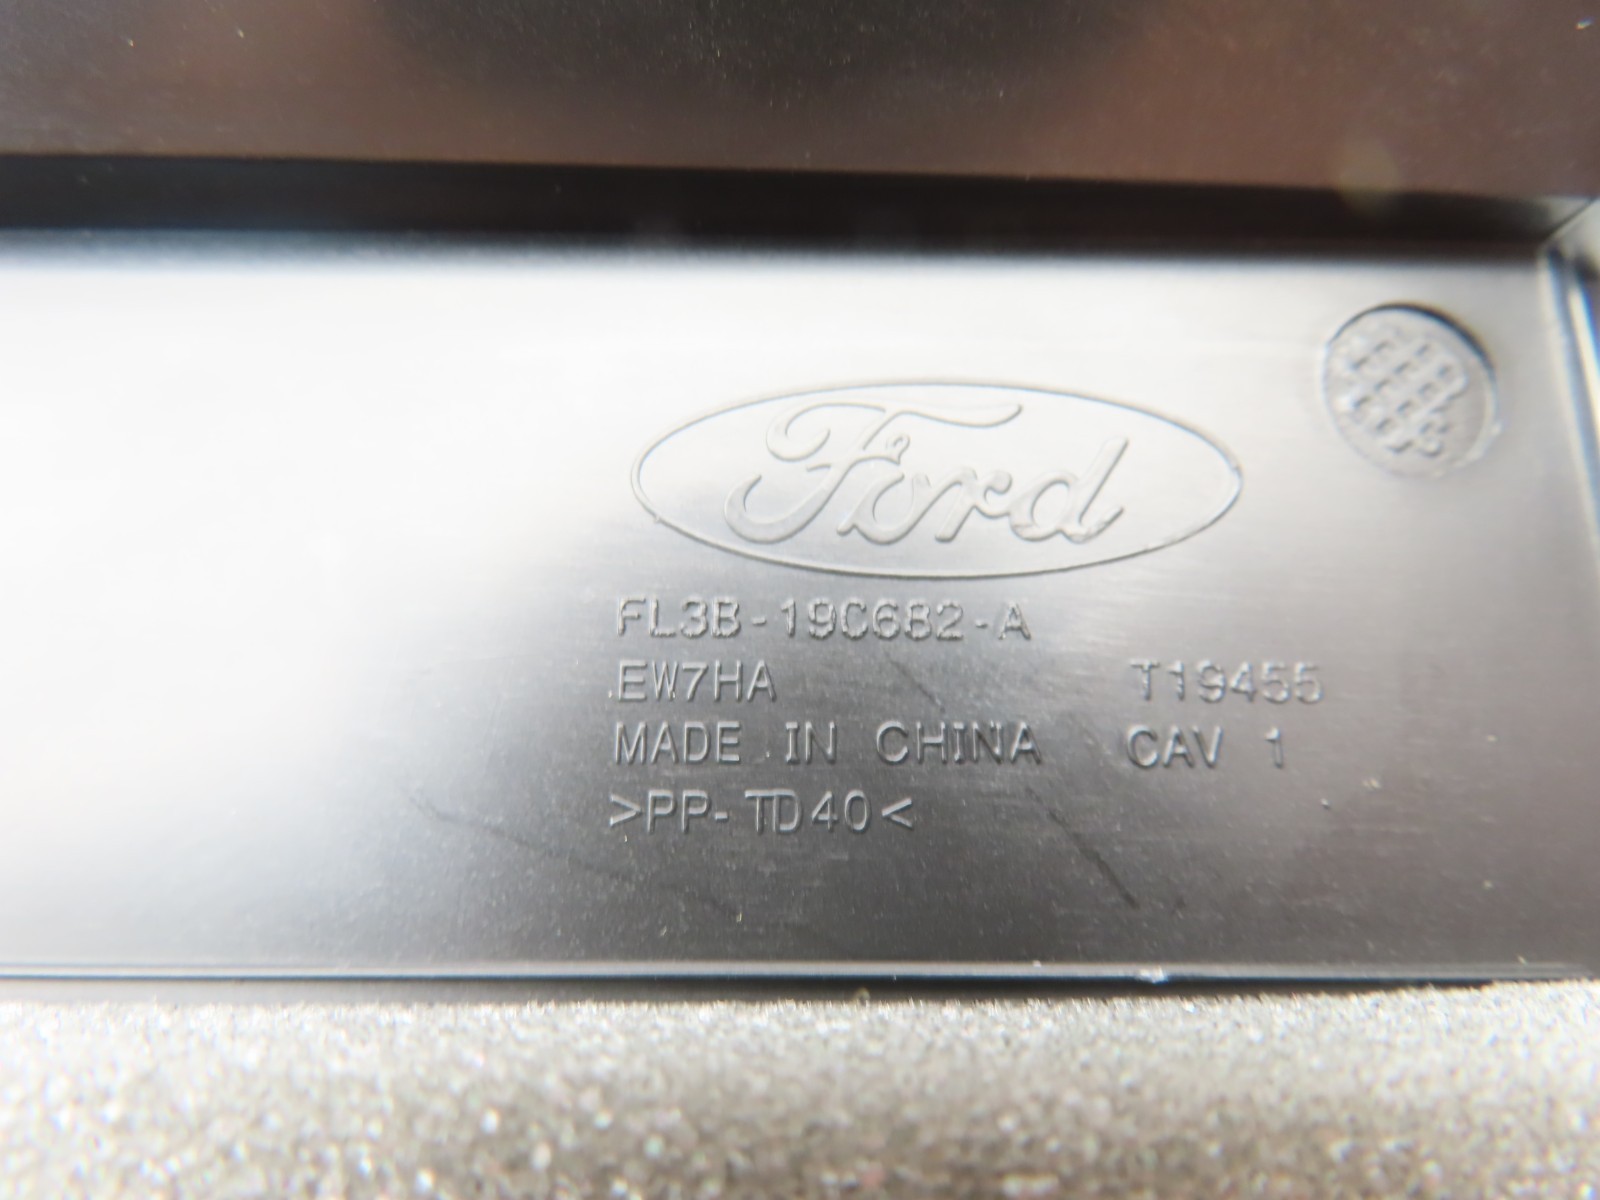 Ford
FL3B-19C682-A
EW7HA T19455
MADE IN CHINA CAV 1
>PP-TD40<